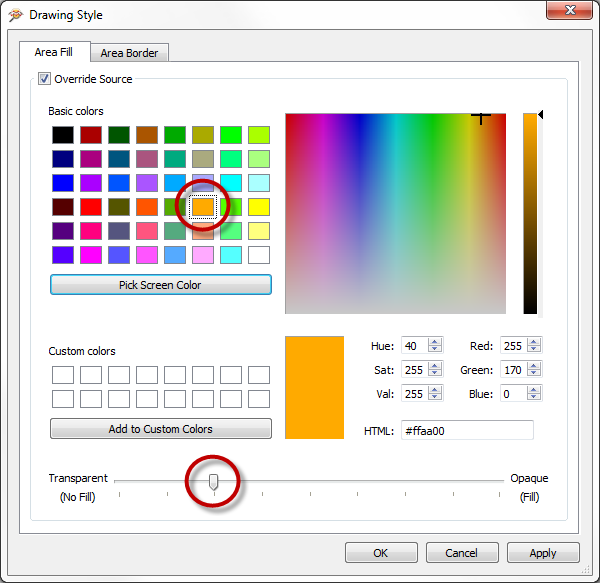 Drawing Style
Area Fill
Area Border
Override Source
Basic colors
Pick Screen Color
Custom colors
Add to Custom Colors
Hue: 40
Red: 255
Sat: 255
Green: 170
Val: 255
Blue: 0
HTML: #ffaa00
Transparent
(No Fill)
Opaque
(Fill)
OK
Cancel
Apply